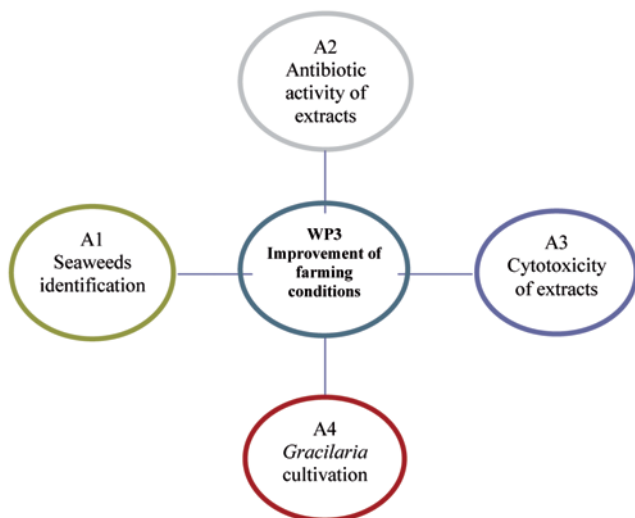 A2
Antibiotic
activity of
extracts
A1
Seaweeds
identification
WP3
Improvement of
farming
conditions
A3
Cytotoxicity
of extracts
A4
Gracilaria
cultivation